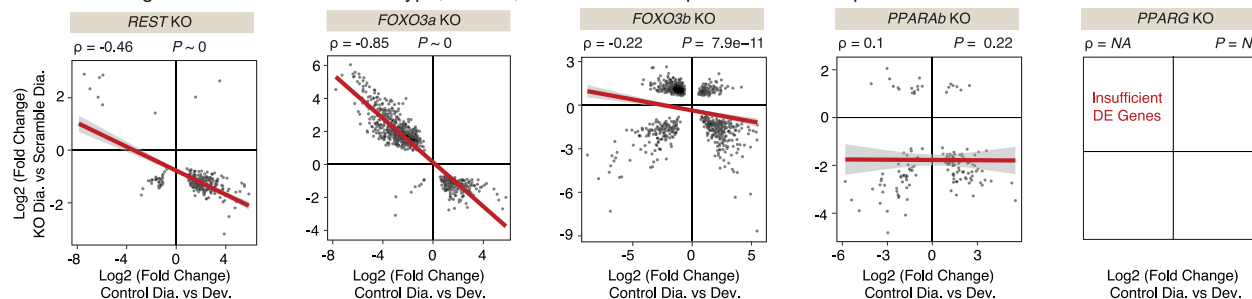 REST KO
FOXO3a KO
FOXO3b KO
PPARAb KO
PPARG KO
ρ = -0.46 P ~ 0
ρ = -0.85 P ~ 0
ρ = -0.22 P = 7.9e-11
ρ = 0.1 P = 0.22
ρ = NA
Log2 (Fold Change)
KO Dia. vs Scramble Dia.
2
0
-2
-8
-4
0
4
6
4
2
0
-2
-4
-8
-4
0
4
3
0
-3
-6
-9
-5
0
5
2
0
-2
-4
-6
-3
0
3
Insufficient
DE Genes
Log2 (Fold Change)
Control Dia. vs Dev.
Log2 (Fold Change)
Control Dia. vs Dev.
Log2 (Fold Change)
Control Dia. vs Dev.
Log2 (Fold Change)
Control Dia. vs Dev.
Log2 (Fold Change)
Control Dia. vs Dev.